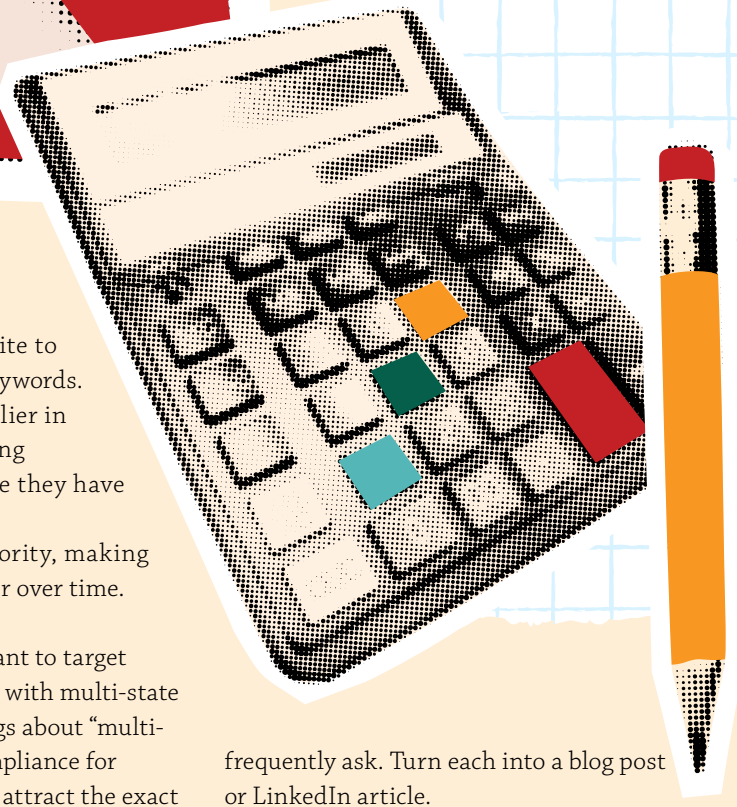 ite to
ywords.
lier in
ng
e they have
ority, making
r over time.
ant to target
with multi-state
gs about “multi-
pliance for
attract the exact
frequently ask. Turn each into a blog post
or LinkedIn article.